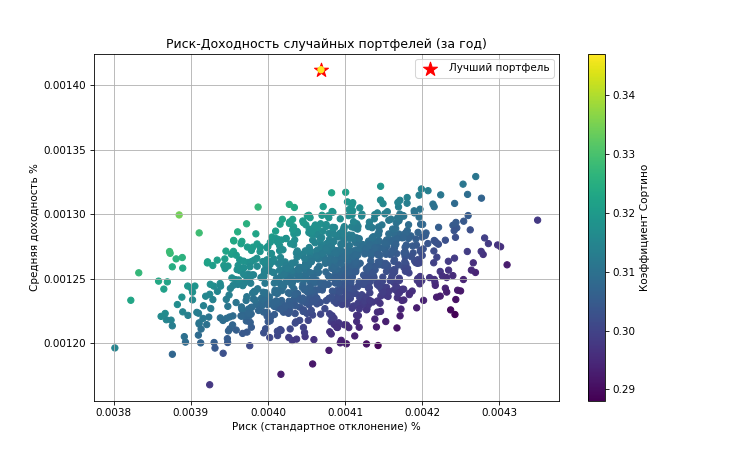 Риск-Доходность случайных портфелей (за год)
Лучший портфель
0.00140
0.00135
0.00130
0.00125
0.00120
Средняя доходность %
0.0038 0.0039 0.0040 0.0041 0.0042 0.0043
Риск (стандартное отклонение) %
0.34
0.33
0.32
0.31
0.30
0.29
Коэффициент Сортино